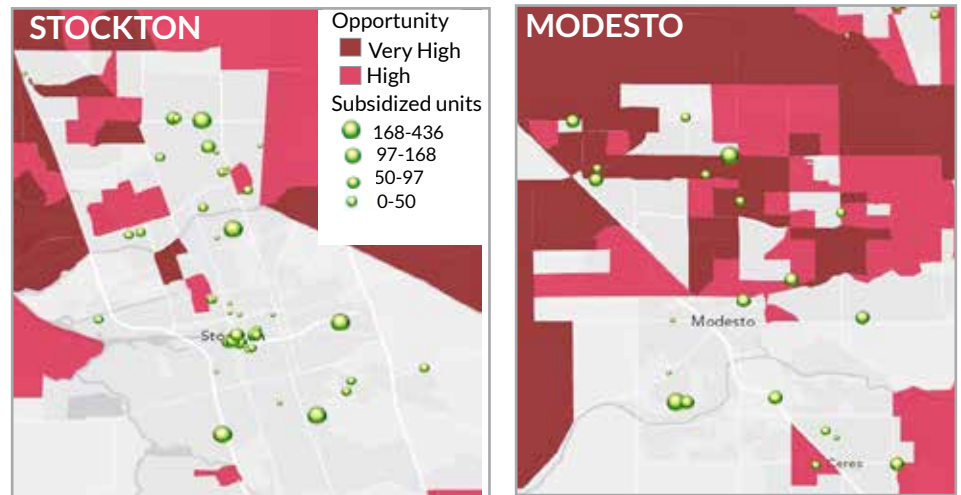 STOCKTON
Opportunity
Very High
High
Subsidized units
168-436
97-168
50-97
0-50
MODESTO
Modesto
Ceres